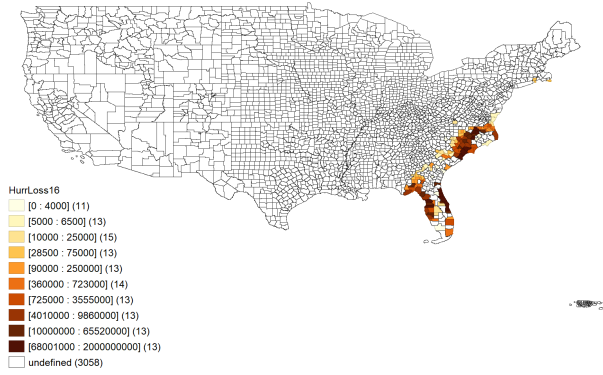 HurrLoss16
[0 : 4000] (11)
[5000 : 6500] (13)
[10000 : 25000] (15)
[28500 : 75000] (13)
[90000 : 250000] (13)
[360000 : 723000] (14)
[725000 : 3555000] (13)
[4010000 : 9860000] (13)
[10000000 : 65520000] (13)
[68001000 : 2000000000] (13)
undefined (3058)